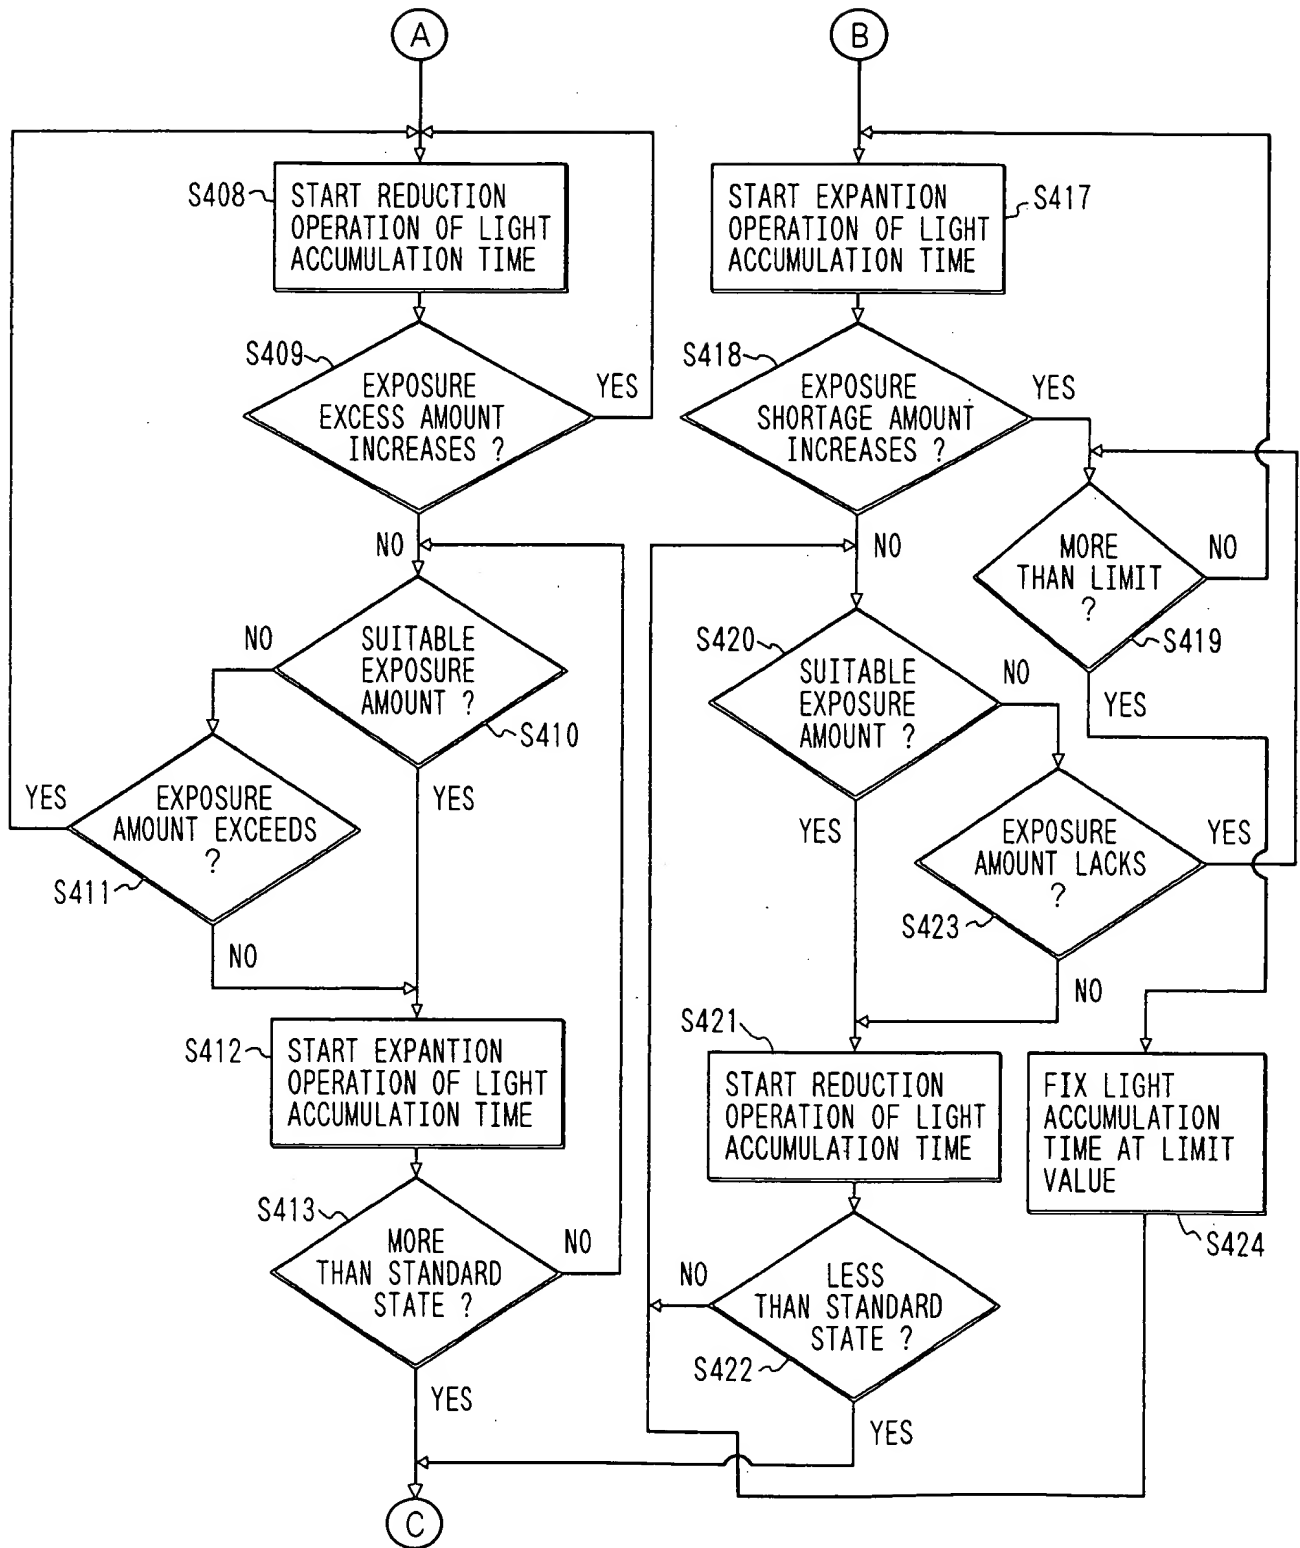 A
S408
START REDUCTION
OPERATION OF LIGHT
ACCUMULATION TIME
S409
EXPOSURE
EXCESS AMOUNT
INCREASES ?
YES
NO
SUITABLE
EXPOSURE
AMOUNT ?
S410
NO
YES
EXPOSURE
AMOUNT EXCEEDS
?
S411
YES
NO
S412
START EXPANTION
OPERATION OF LIGHT
ACCUMULATION TIME
S413
MORE
THAN STANDARD
STATE ?
NO
YES
C
B
START EXPANTION
OPERATION OF LIGHT
ACCUMULATION TIME
S417
S418
EXPOSURE
SHORTAGE AMOUNT
INCREASES ?
YES
NO
MORE
THAN LIMIT
?
NO
S419
YES
S420
SUITABLE
EXPOSURE
AMOUNT ?
NO
YES
EXPOSURE
AMOUNT LACKS
?
YES
S423
NO
S421
START REDUCTION
OPERATION OF LIGHT
ACCUMULATION TIME
FIX LIGHT
ACCUMULATION
TIME AT LIMIT
VALUE
S424
LESS
THAN STANDARD
STATE ?
NO
S422
YES